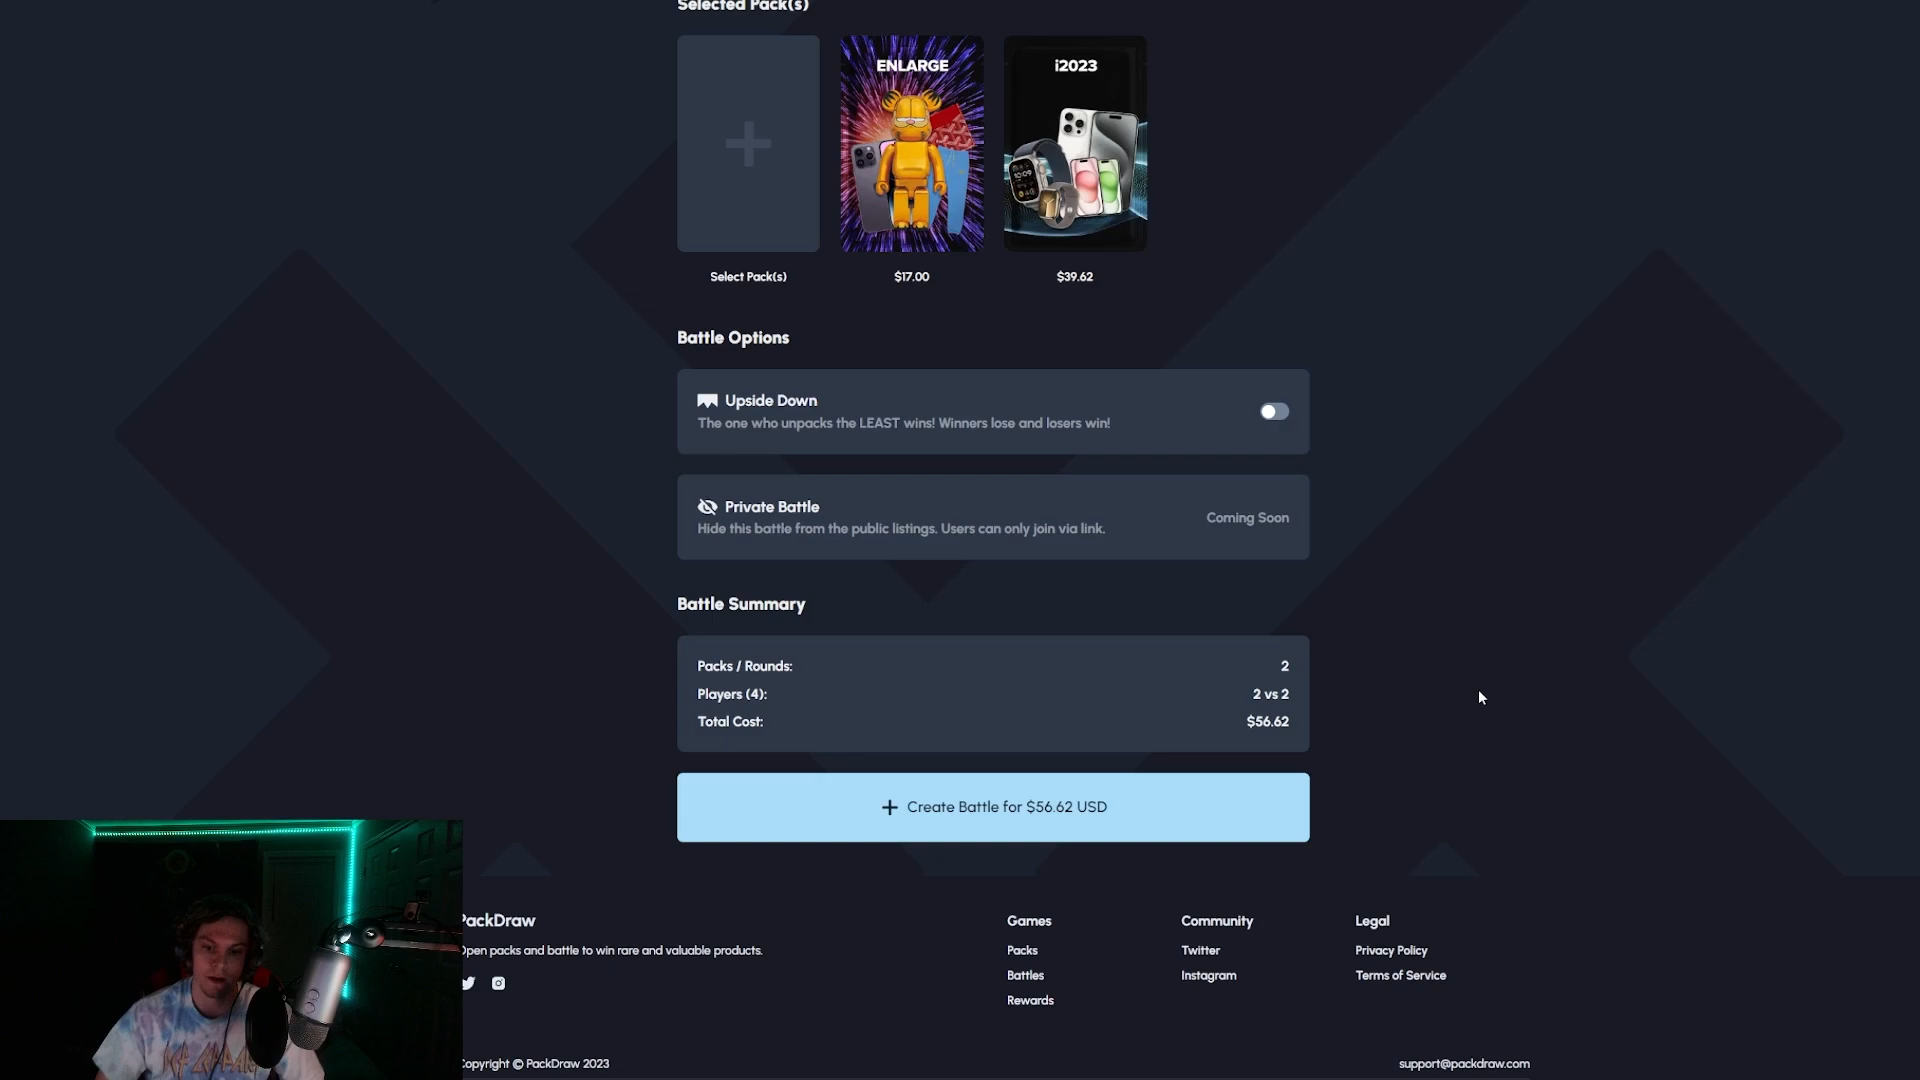 Selected Pack(s)
ENLARGE
i2023
Select Pack(s)
$17.00
$39.62
Battle Options
Upside Down
The one who unpacks the LEAST wins! Winners lose and losers win!
Private Battle
Hide this battle from the public listings. Users can only join via link.
Coming Soon
Battle Summary
Packs / Rounds:
2
Players (4):
2 vs 2
Total Cost:
$56.62
+ Create Battle for $56.62 USD
PackDraw
Open packs and battle to win rare and valuable products.
Games
Packs
Battles
Rewards
Community
Twitter
Instagram
Legal
Privacy Policy
Terms of Service
Copyright © PackDraw 2023
support@packdraw.com